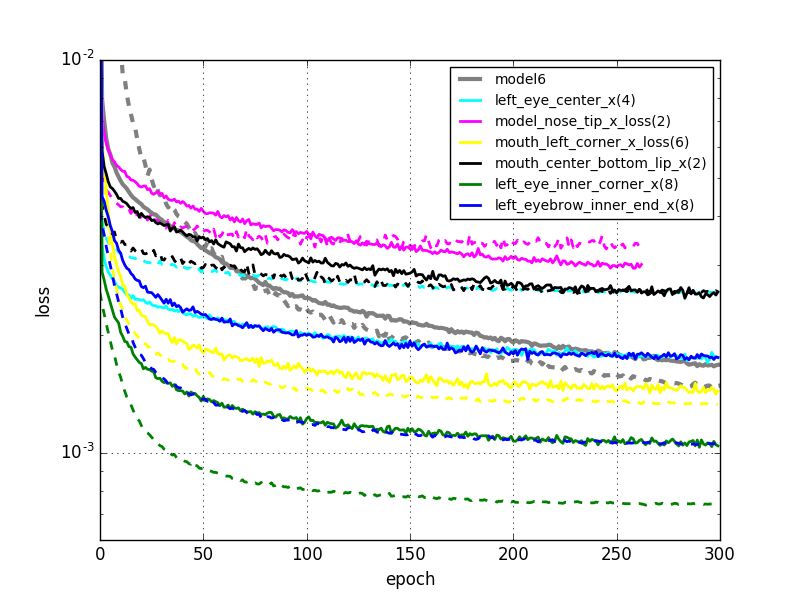 10^-2
10^-3
loss
model6
left_eye_center_x(4)
model_nose_tip_x_loss(2)
mouth_left_corner_x_loss(6)
mouth_center_bottom_lip_x(2)
left_eye_inner_corner_x(8)
left_eyebrow_inner_end_x(8)
0 50 100 150 200 250 300
epoch